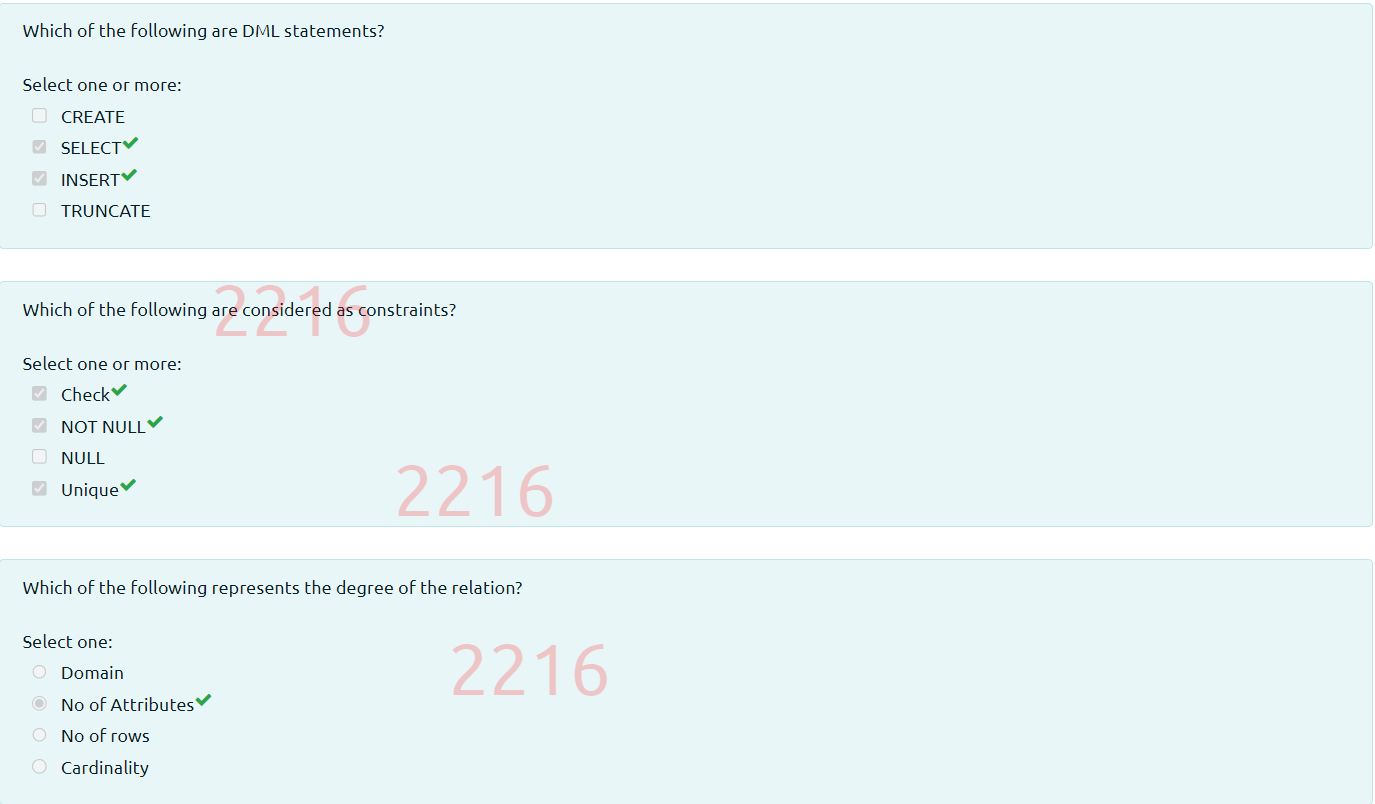 Which of the following are DML statements?
Select one or more:
CREATE
SELECT
INSERT
TRUNCATE
2216
Which of the following are considered as constraints?
Select one or more:
Check
NOT NULL
NULL
Unique
2216
Which of the following represents the degree of the relation?
Select one:
2216
Domain
No of Attributes
No of rows
Cardinality